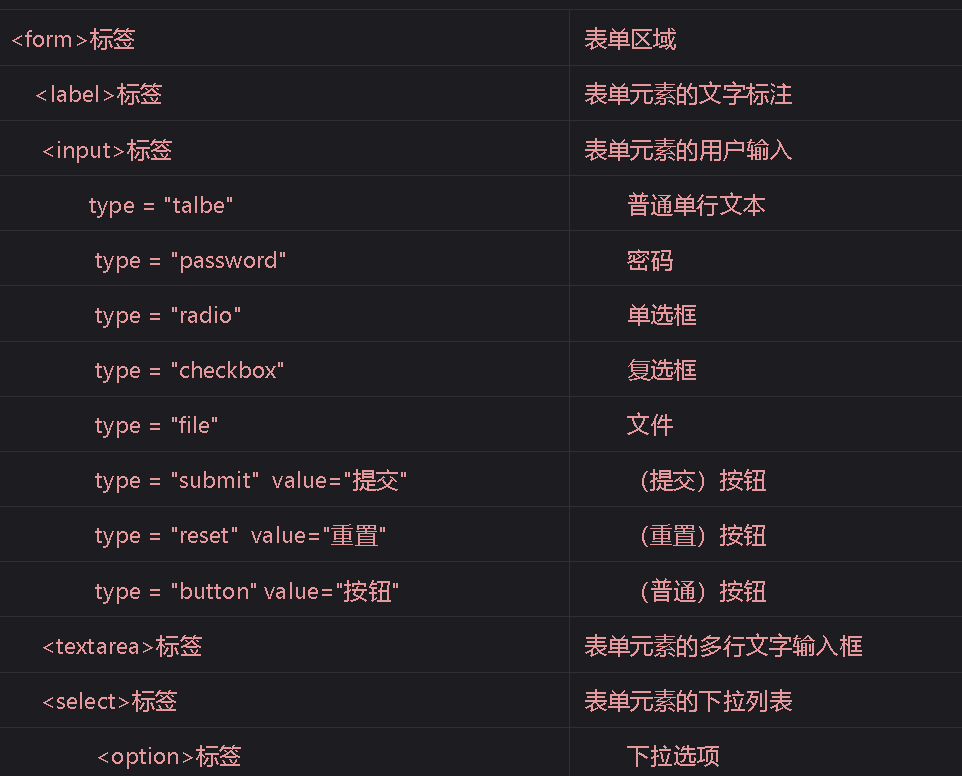 <form>标签 表单区域
<label>标签 表单元素的文字标注
<input>标签 表单元素的用户输入
type = "talbe" 普通单行文本
type = "password" 密码
type = "radio" 单选框
type = "checkbox" 复选框
type = "file" 文件
type = "submit"  value="提交" （提交）按钮
type = "reset"  value="重置" （重置）按钮
type = "button" value="按钮" （普通）按钮
<textarea>标签 表单元素的多行文字输入框
<select>标签 表单元素的下拉列表
<option>标签 下拉选项